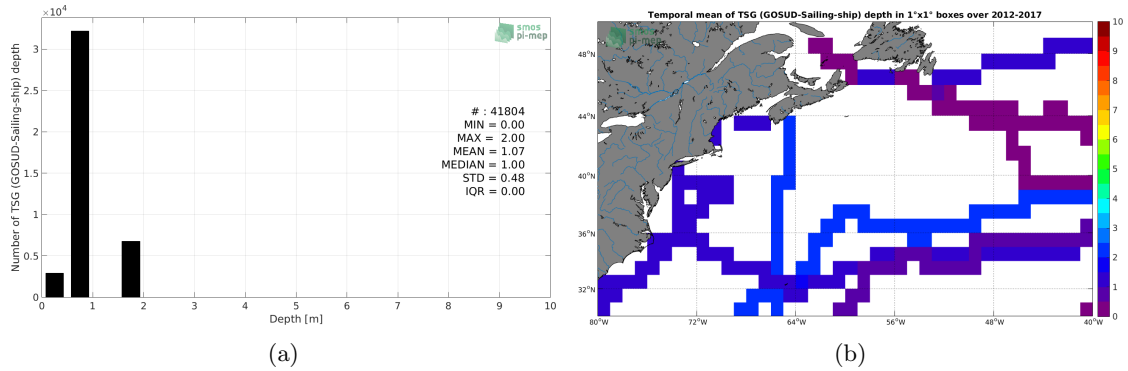 ×10⁴
smos
pi-mep
3
2.5
2
1.5
1
0.5
0
Number of TSG (GOSUD-Sailing-ship) depth
# : 41804
MIN = 0.00
MAX = 2.00
MEAN = 1.07
MEDIAN = 1.00
STD = 0.48
IQR = 0.00
0 1 2 3 4 5 6 7 8 9 10
Depth [m]
(a)
Temporal mean of TSG (GOSUD-Sailing-ship) depth in 1°x1° boxes over 2012-2017
smos
pi-mep
48°N
44°N
40°N
36°N
32°N
80°W 72°W 64°W 56°W 48°W 40°W
10
9
8
7
6
5
4
3
2
1
0
(b)